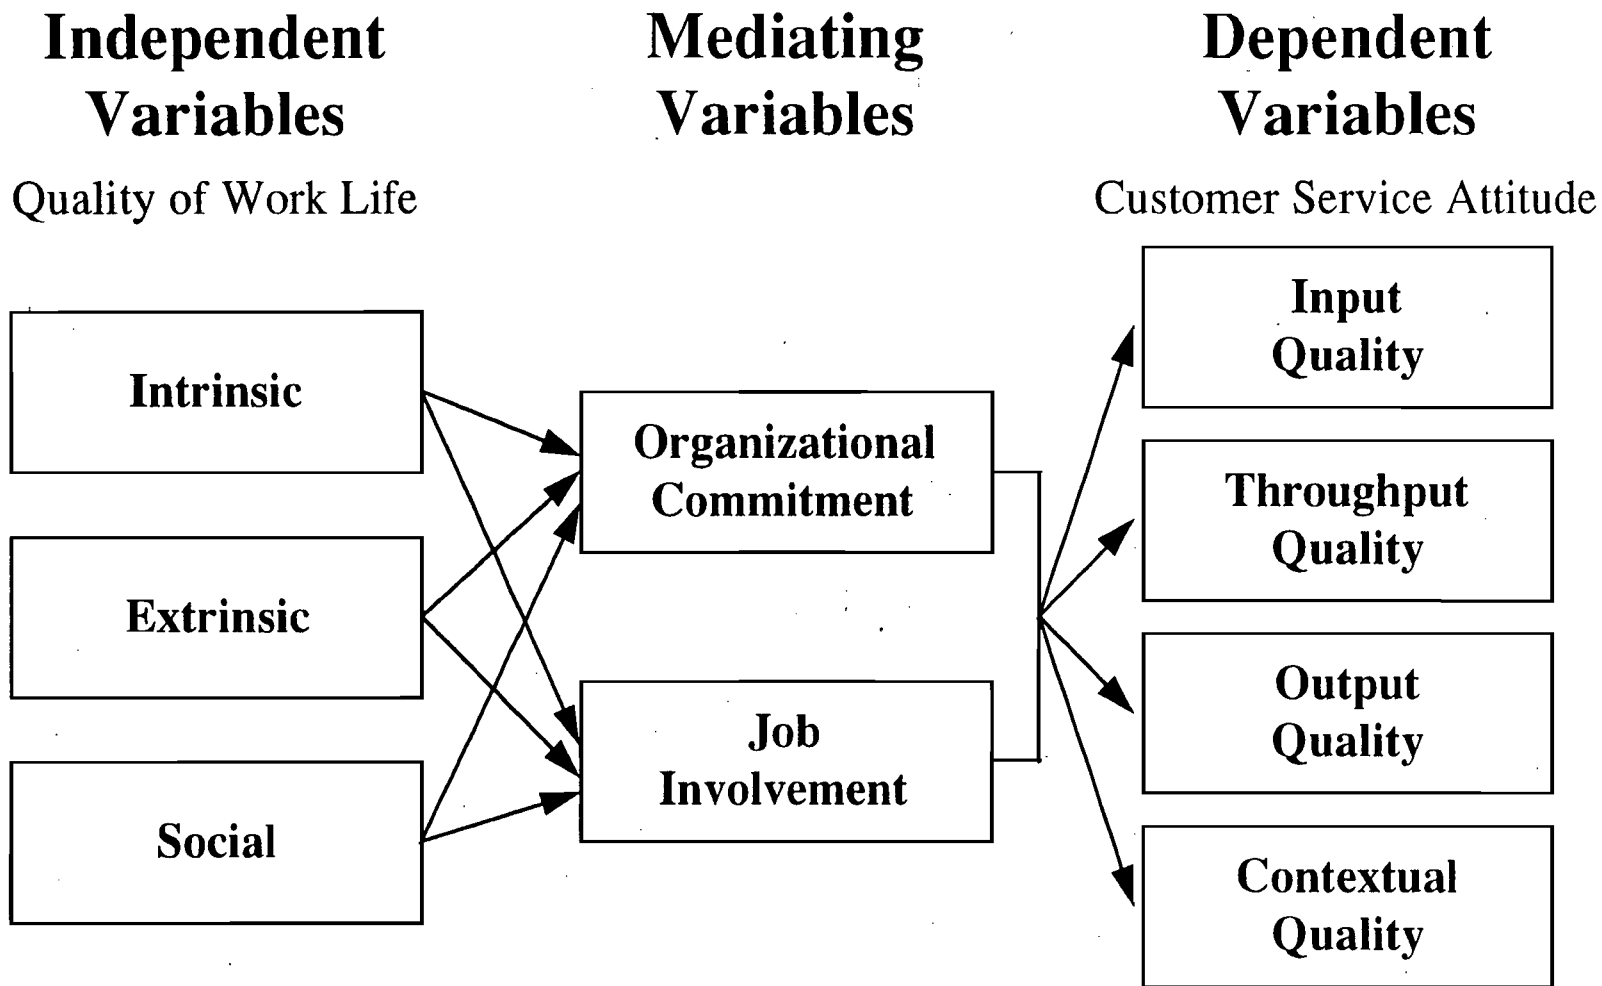 Independent
Variables
Quality of Work Life
Intrinsic
Extrinsic
Social
Mediating
Variables
Organizational
Commitment
Job
Involvement
Dependent
Variables
Customer Service Attitude
Input
Quality
Throughput
Quality
Output
Quality
Contextual
Quality